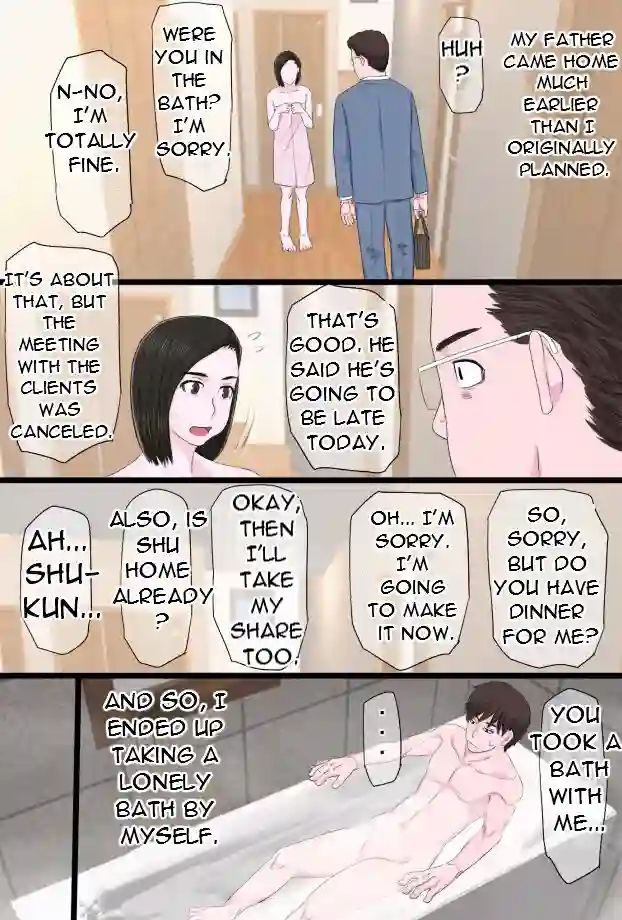 MY FATHER
CAME HOME
MUCH
EARLIER
THAN I
ORIGINALLY
PLANNED.
HUH
?
WERE
YOU IN
THE
BATH?
I'M
SORRY.
N-NO,
I'M
TOTALLY
FINE.
THAT'S
GOOD. HE
SAID HE'S
GOING TO
BE LATE
TODAY.
IT'S ABOUT
THAT, BUT
THE
MEETING
WITH THE
CLIENTS
WAS
CANCELED.
SO,
SORRY,
BUT DO
YOU HAVE
DINNER
FOR ME?
OH... I'M
SORRY.
I'M
GOING
TO MAKE
IT NOW.
OKAY,
THEN
I'LL
TAKE
MY
SHARE
TOO.
ALSO, IS
SHU
HOME
ALREADY
?
AH...
SHU-
KUN...
YOU
TOOK A
BATH
WITH
ME...
...
AND SO, I
ENDED UP
TAKING A
LONELY
BATH BY
MYSELF.